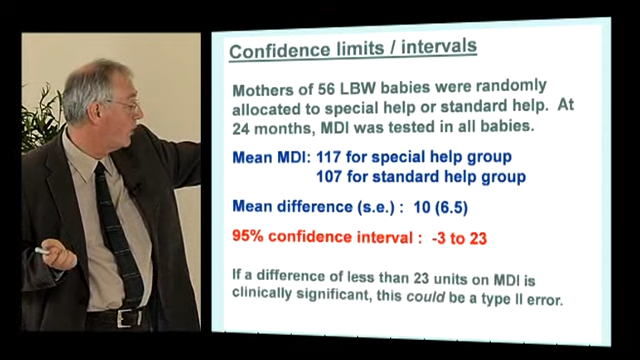 Confidence limits / intervals
Mothers of 56 LBW babies were randomly
allocated to special help or standard help. At
24 months, MDI was tested in all babies.
Mean MDI: 117 for special help group
107 for standard help group
Mean difference (s.e.) : 10 (6.5)
95% confidence interval : -3 to 23
If a difference of less than 23 units on MDI is
clinically significant, this could be a type II error.